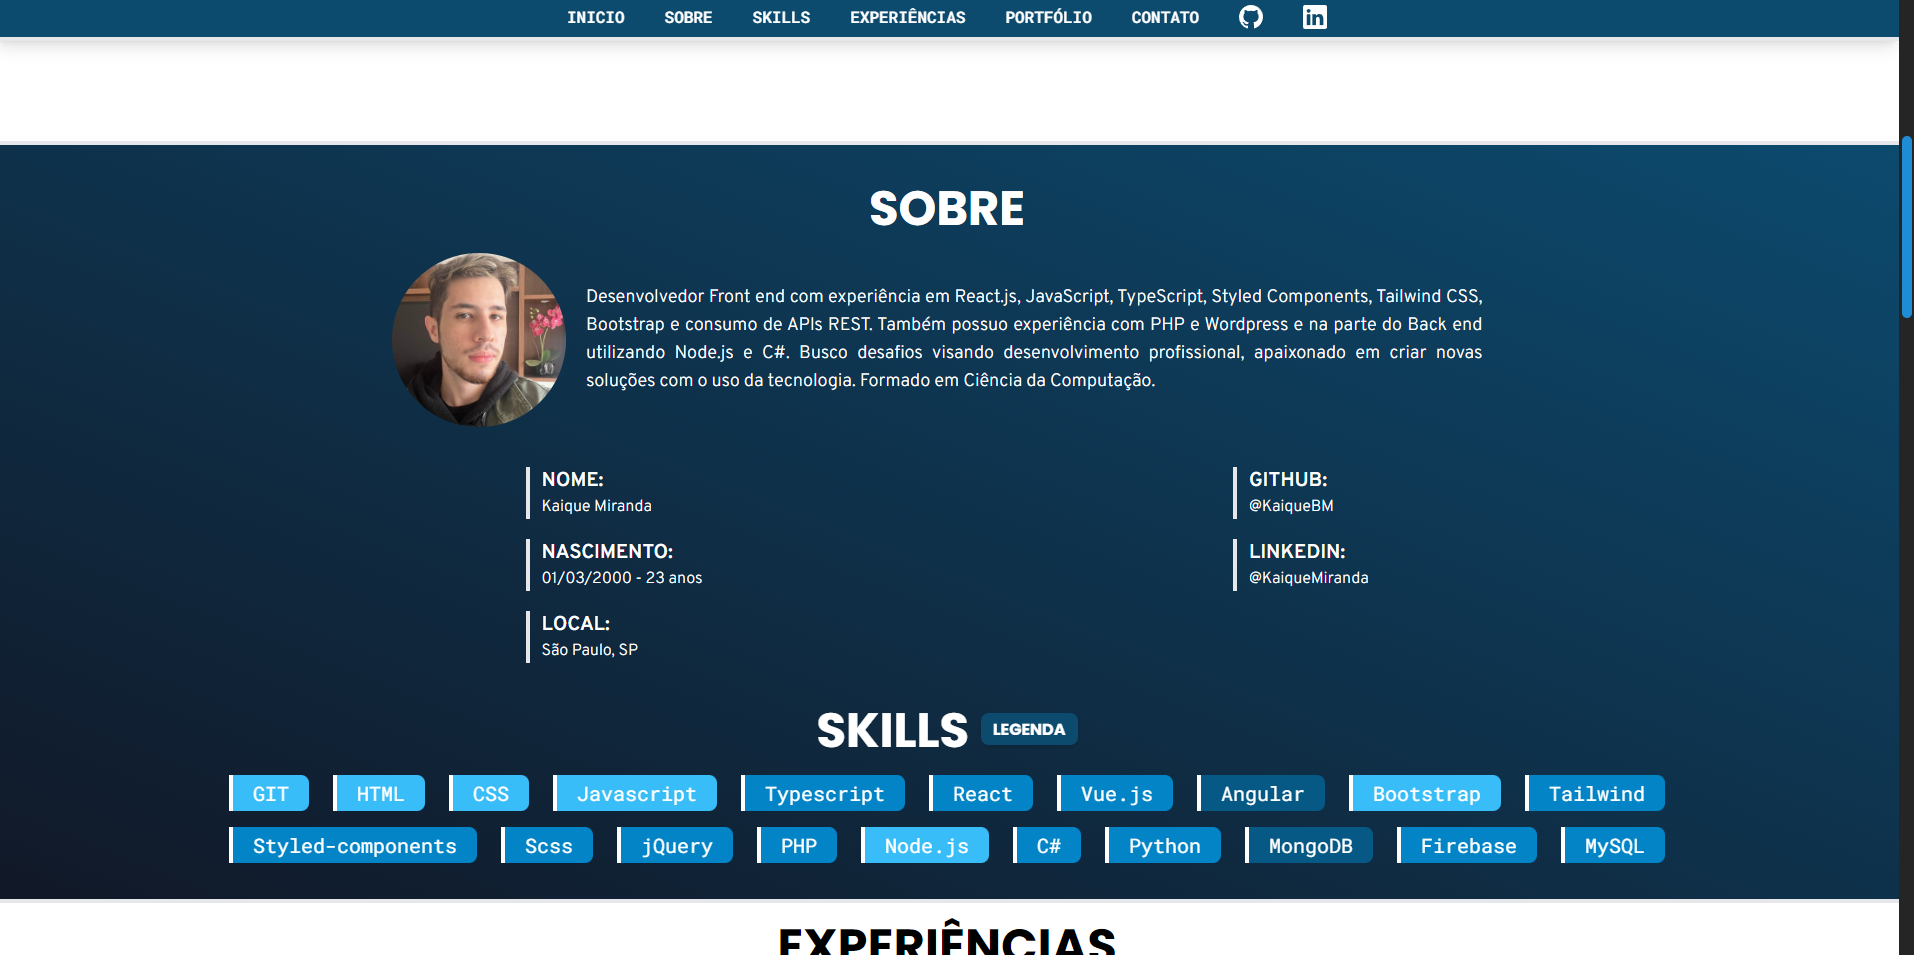 INICIO SOBRE SKILLS EXPERIÊNCIAS PORTFÓLIO CONTATO in
SOBRE
Desenvolvedor Front end com experiência em React.js, JavaScript, TypeScript, Styled Components, Tailwind CSS,
Bootstrap e consumo de APIs REST. Também possuo experiência com PHP e Wordpress e na parte do Back end
utilizando Node.js e C#. Busco desafios visando desenvolvimento profissional, apaixonado em criar novas
soluções com o uso da tecnologia. Formado em Ciência da Computação.
NOME:
Kaique Miranda
NASCIMENTO:
01/03/2000 - 23 anos
LOCAL:
São Paulo, SP
GITHUB:
@KaiqueBM
LINKEDIN:
@KaiqueMiranda
SKILLS LEGENDA
GIT HTML CSS Javascript Typescript React Vue.js Angular Bootstrap Tailwind
Styled-components Scss jQuery PHP Node.js C# Python MongoDB Firebase MySQL
EXPERIÊNCIAS